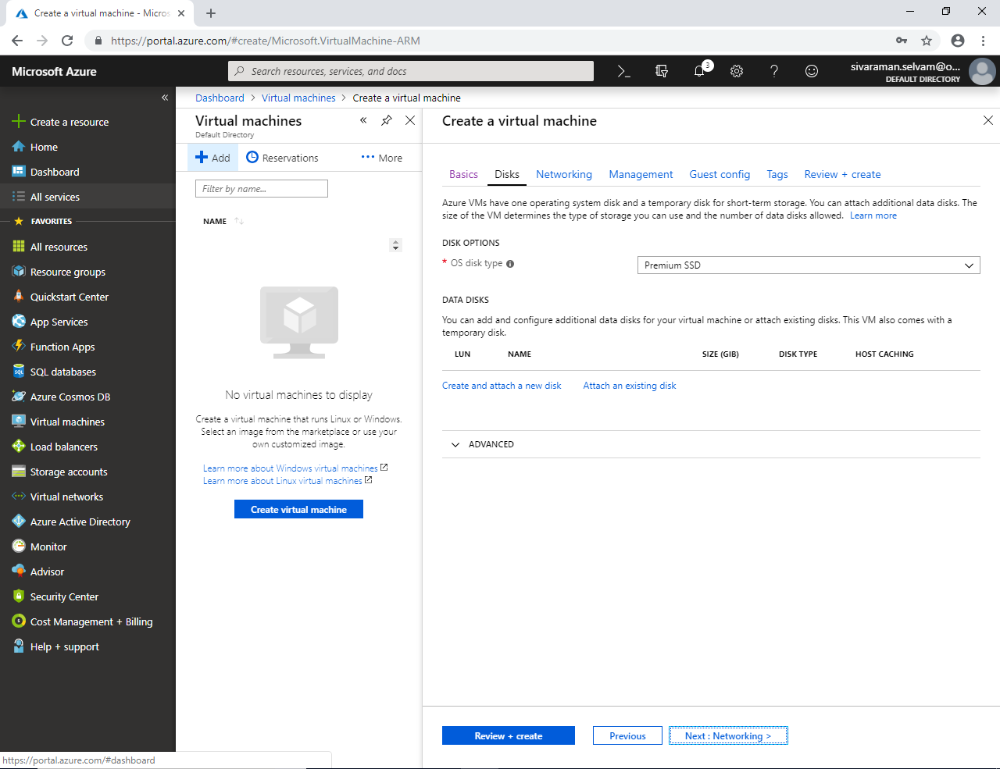 Create a virtual machine - Micros
https://portal.azure.com/#create/Microsoft.VirtualMachine-ARM
Microsoft Azure
Search resources, services, and docs
3
sivaraman.selvam@o...
DEFAULT DIRECTORY
Create a resource
Home
Dashboard
All services
FAVORITES
All resources
Resource groups
Quickstart Center
App Services
Function Apps
SQL databases
Azure Cosmos DB
Virtual machines
Load balancers
Storage accounts
Virtual networks
Azure Active Directory
Monitor
Advisor
Security Center
Cost Management + Billing
Help + support
https://portal.azure.com/#dashboard
Dashboard > Virtual machines > Create a virtual machine
Virtual machines
Default Directory
Add
Reservations
More
Filter by name...
NAME
No virtual machines to display
Create a virtual machine that runs Linux or Windows.
Select an image from the marketplace or use your
own customized image.
Learn more about Windows virtual machines
Learn more about Linux virtual machines
Create virtual machine
Create a virtual machine
Basics Disks Networking Management Guest config Tags Review + create
Azure VMs have one operating system disk and a temporary disk for short-term storage. You can attach additional data disks. The
size of the VM determines the type of storage you can use and the number of data disks allowed. Learn more
DISK OPTIONS
* OS disk type
Premium SSD
DATA DISKS
You can add and configure additional data disks for your virtual machine or attach existing disks. This VM also comes with a
temporary disk.
LUN NAME SIZE (GIB) DISK TYPE HOST CACHING
Create and attach a new disk Attach an existing disk
ADVANCED
Review + create Previous Next : Networking >